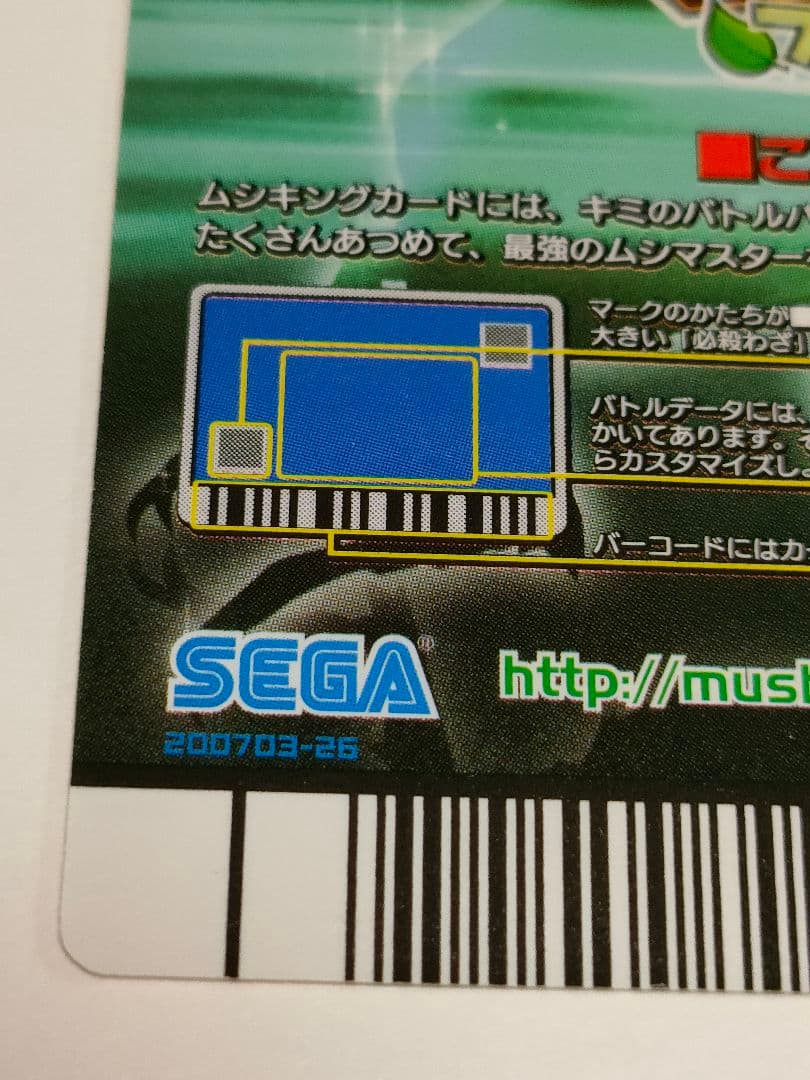 ■こ
ムシキングカードには、キミのバトルパ
たくさんあつめて、最強のムシマスター
マークのかたちが
大きい「必殺わざ」
バトルデータには、
かいてあります。
らカスタマイズしよ
バーコードにはカー
SEGA®
http://mush
200703-26